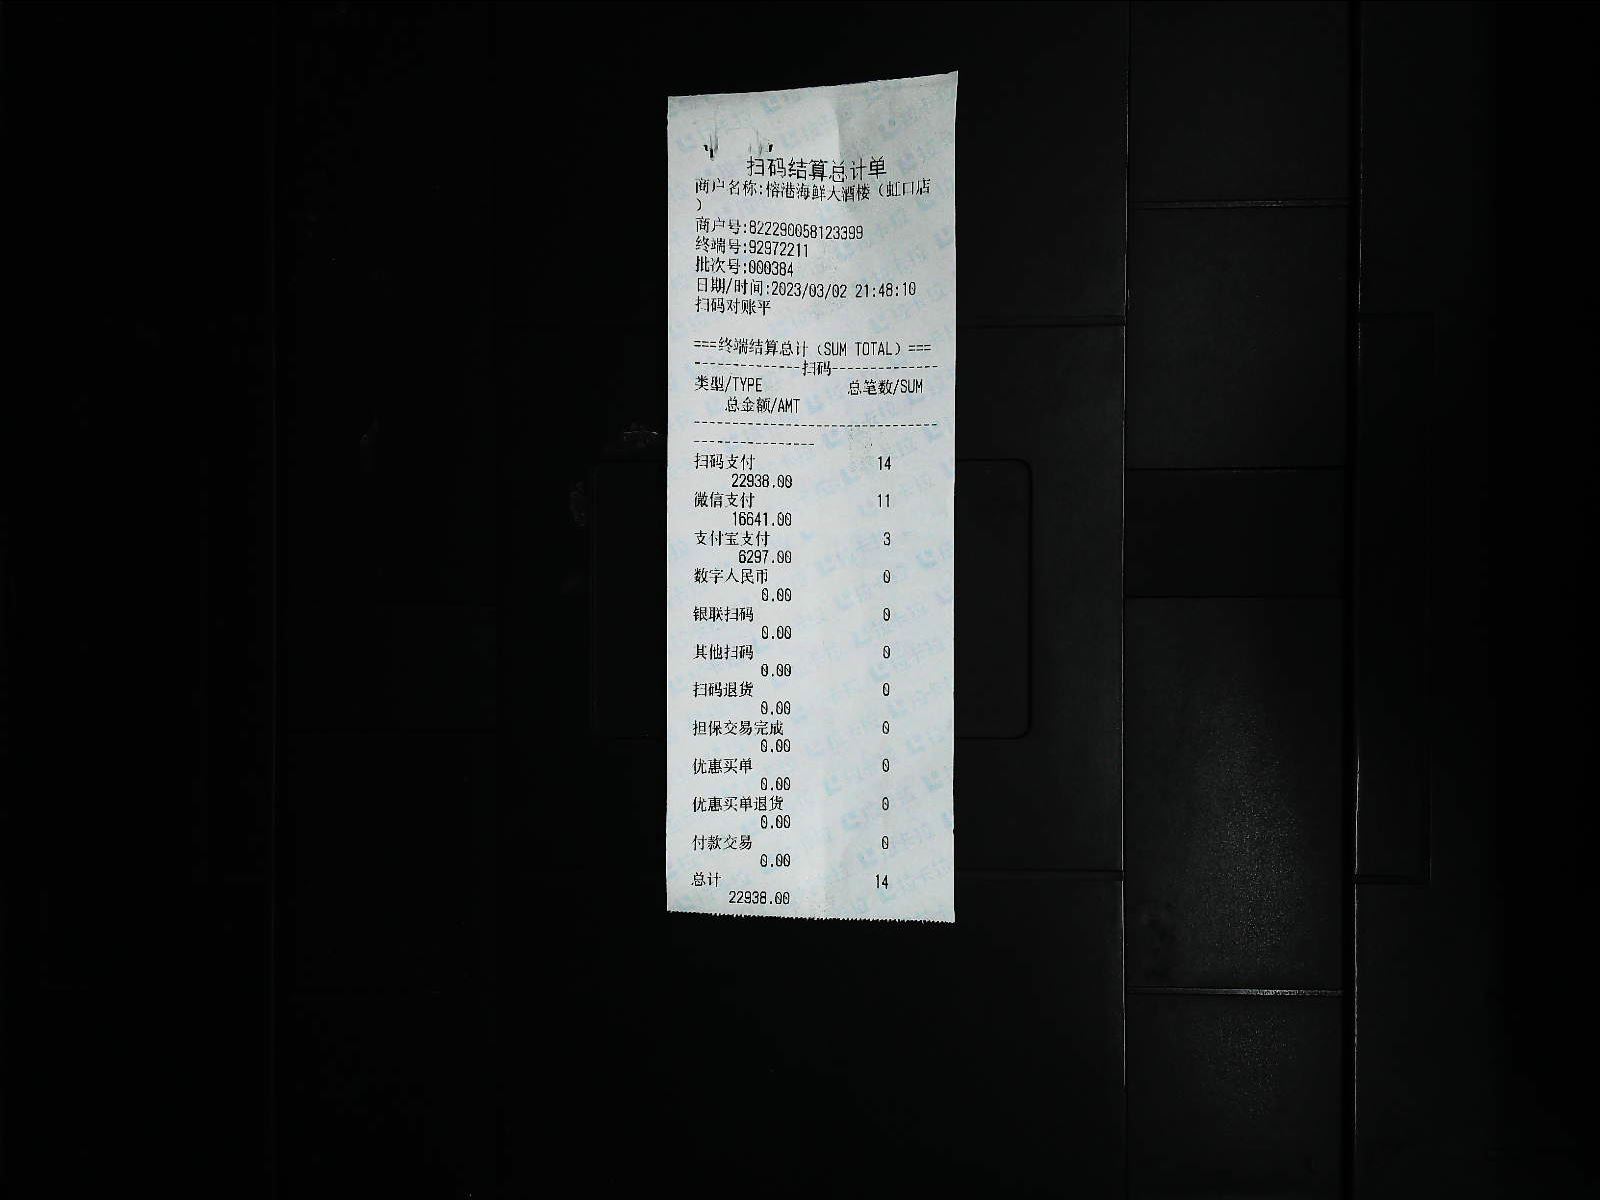 扫码结算总计单
商户名称:榕港海鲜大酒楼（虹口店
）
商户号:822290058123399
终端号:92972211
批次号:000384
日期/时间:2023/03/02 21:48:10
扫码对账平
===终端结算总计（SUM TOTAL）===
--------------扫码--------------
类型/TYPE 总笔数/SUM
总金额/AMT
--------------------------------
----------------
扫码支付 14
22938.00
微信支付 11
16641.00
支付宝支付 3
6297.00
数字人民币 0
0.00
银联扫码 0
0.00
其他扫码 0
0.00
扫码退货 0
0.00
担保交易完成 0
0.00
优惠买单 0
0.00
优惠买单退货 0
0.00
付款交易 0
0.00
总计 14
22938.00